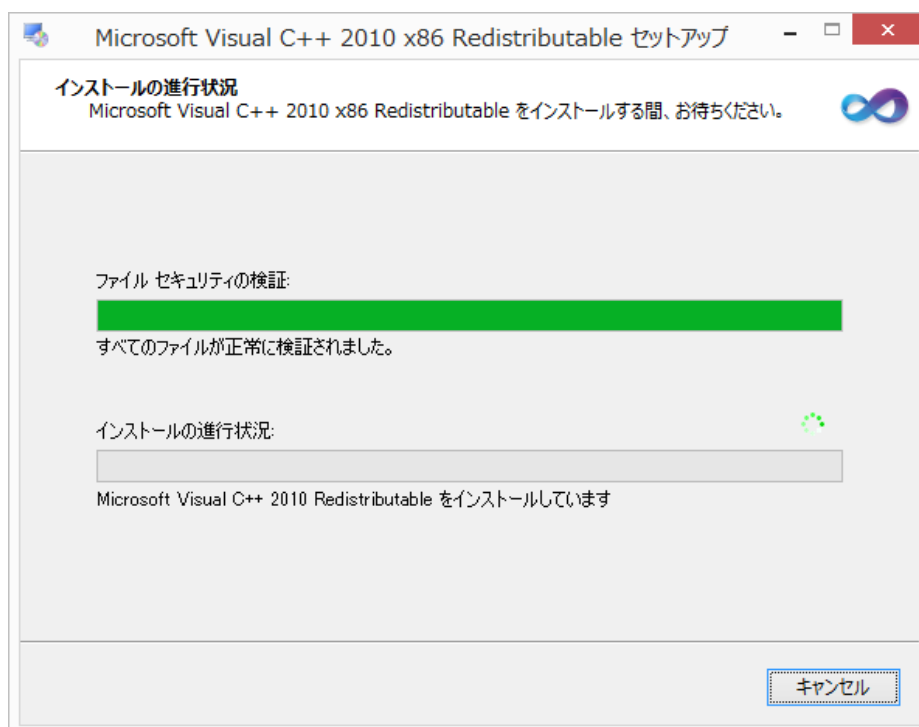 Microsoft Visual C++ 2010 x86 Redistributable セットアップ
インストールの進行状況
Microsoft Visual C++ 2010 x86 Redistributable をインストールする間、お待ちください。
ファイル セキュリティの検証:
すべてのファイルが正常に検証されました。
インストールの進行状況:
Microsoft Visual C++ 2010 Redistributable をインストールしています
キャンセル